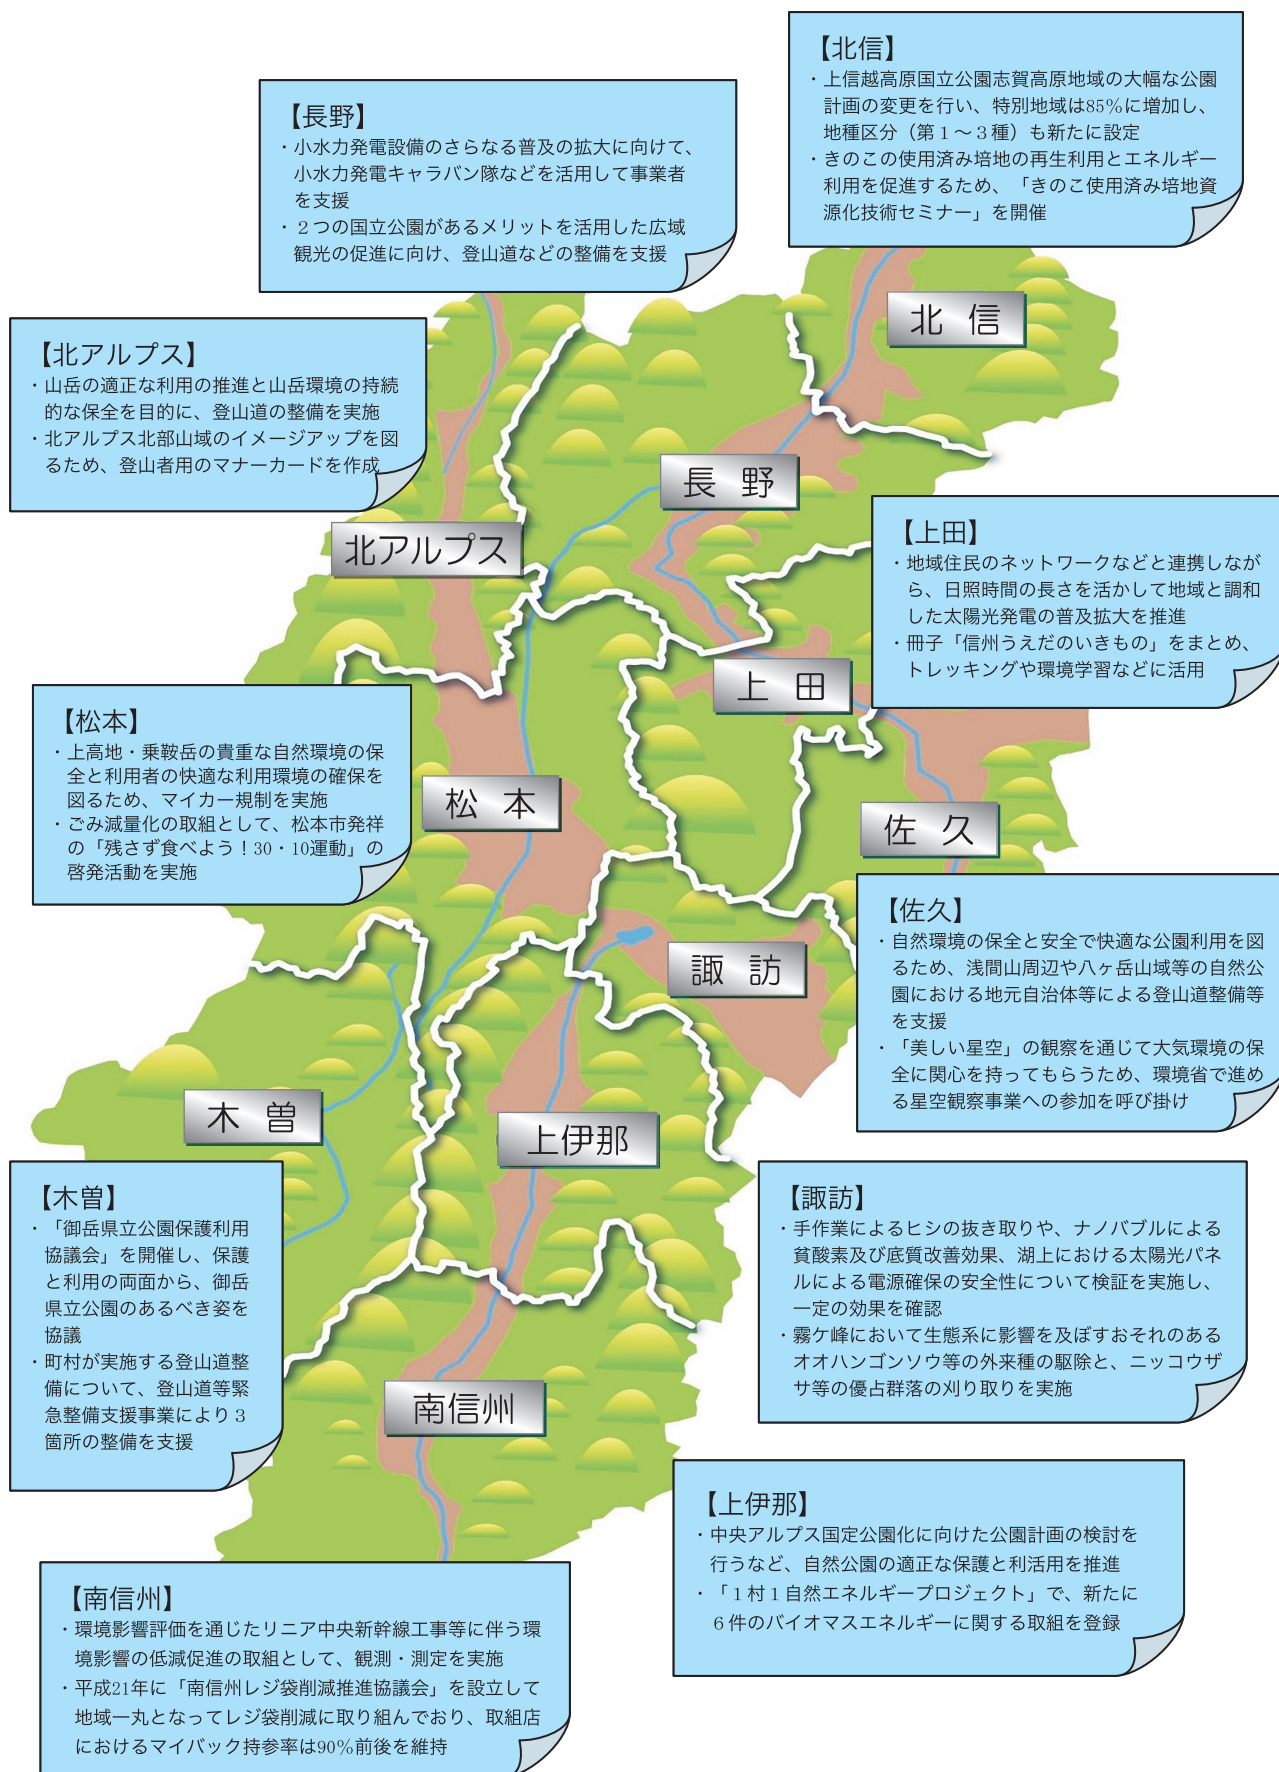 【北信】
・上信越高原国立公園志賀高原地域の大幅な公園
計画の変更を行い、特別地域は85％に増加し、
地種区分（第１～３種）も新たに設定
・きのこの使用済み培地の再生利用とエネルギー
利用を促進するため、「きのこ使用済み培地資
源化技術セミナー」を開催
【長野】
・小水力発電設備のさらなる普及の拡大に向けて、
小水力発電キャラバン隊などを活用して事業者
を支援
・２つの国立公園があるメリットを活用した広域
観光の促進に向け、登山道などの整備を支援
北 信
【北アルプス】
・山岳の適正な利用の推進と山岳環境の持続
的な保全を目的に、登山道の整備を実施
・北アルプス北部山域のイメージアップを図
るため、登山者用のマナーカードを作成
長 野
北アルプス
【上田】
・地域住民のネットワークなどと連携しなが
ら、日照時間の長さを活かして地域と調和
した太陽光発電の普及拡大を推進
・冊子「信州うえだのいきもの」をまとめ、
トレッキングや環境学習などに活用
上 田
【松本】
・上高地・乗鞍岳の貴重な自然環境の保
全と利用者の快適な利用環境の確保を
図るため、マイカー規制を実施
・ごみ減量化の取組として、松本市発祥
の「残さず食べよう！30・10運動」の
啓発活動を実施
松 本
佐 久
【佐久】
・自然環境の保全と安全で快適な公園利用を図
るため、浅間山周辺や八ヶ岳山域等の自然公
園における地元自治体等による登山道整備等
を支援
・「美しい星空」の観察を通じて大気環境の保
全に関心を持ってもらうため、環境省で進め
る星空観察事業への参加を呼び掛け
諏 訪
木 曽
上伊那
【木曽】
・「御岳県立公園保護利用
協議会」を開催し、保護
と利用の両面から、御岳
県立公園のあるべき姿を
協議
・町村が実施する登山道整
備について、登山道等緊
急整備支援事業により３
箇所の整備を支援
【諏訪】
・手作業によるヒシの抜き取りや、ナノバブルによる
貧酸素及び底質改善効果、湖上における太陽光パネ
ルによる電源確保の安全性について検証を実施し、
一定の効果を確認
・霧ケ峰において生態系に影響を及ぼすおそれのある
オオハンゴンソウ等の外来種の駆除と、ニッコウザ
サ等の優占群落の刈り取りを実施
南信州
【上伊那】
・中央アルプス国定公園化に向けた公園計画の検討を
行うなど、自然公園の適正な保護と利活用を推進
・「１村１自然エネルギープロジェクト」で、新たに
６件のバイオマスエネルギーに関する取組を登録
【南信州】
・環境影響評価を通じたリニア中央新幹線工事等に伴う環
境影響の低減促進の取組として、観測・測定を実施
・平成21年に「南信州レジ袋削減推進協議会」を設立して
地域一丸となってレジ袋削減に取り組んでおり、取組店
におけるマイバック持参率は90％前後を維持